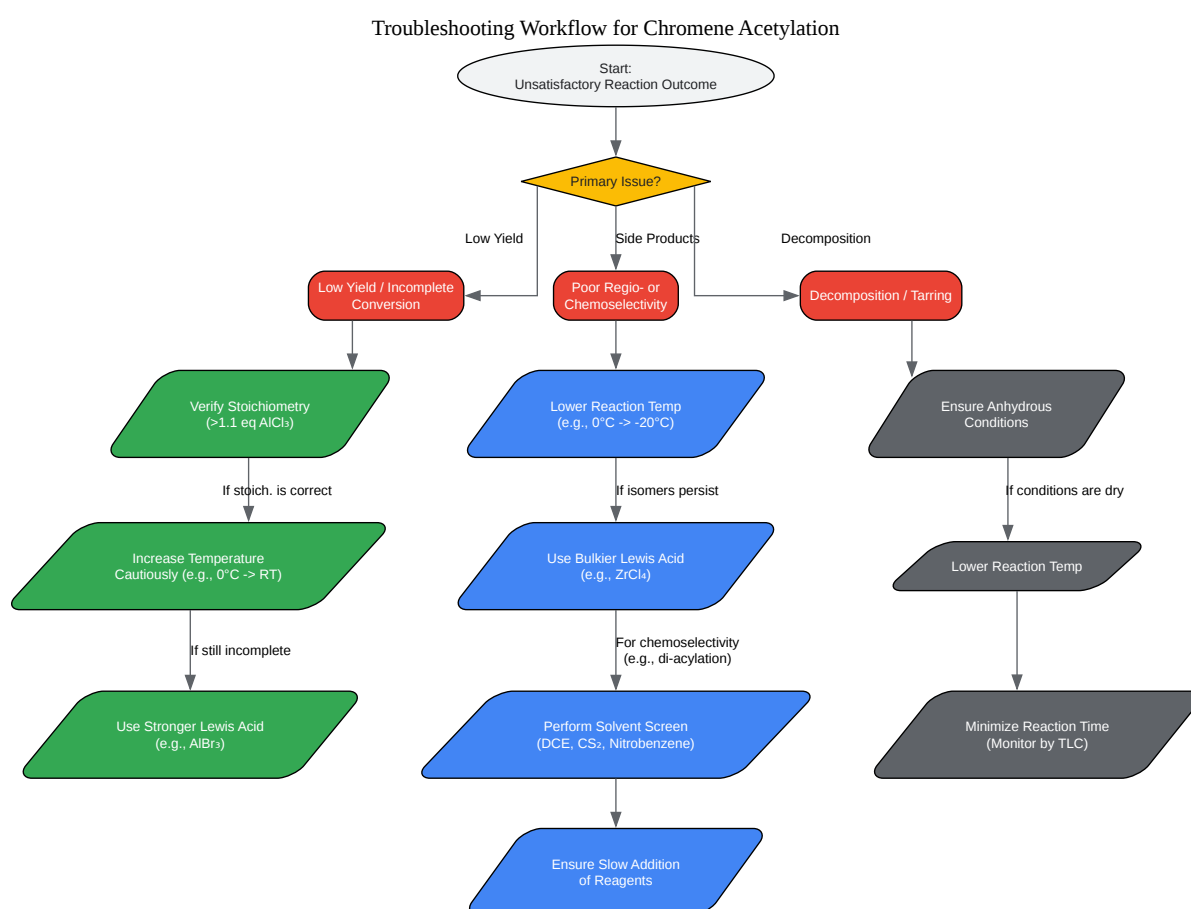 Troubleshooting Workflow for Chromene Acetylation
Start:
Unsatisfactory Reaction Outcome
Primary Issue?
Low Yield
Side Products
Decomposition
Low Yield / Incomplete
Conversion
Poor Regio- or
Chemoselectivity
Decomposition / Tarring
Verify Stoichiometry
(>1.1 eq AlCl₃)
Lower Reaction Temp
(e.g., 0°C -> -20°C)
Ensure Anhydrous
Conditions
If stoich. is correct
If isomers persist
If conditions are dry
Increase Temperature
Cautiously (e.g., 0°C -> RT)
Use Bulkier Lewis Acid
(e.g., ZrCl₄)
Lower Reaction Temp
If still incomplete
For chemoselectivity
(e.g., di-acylation)
Use Stronger Lewis Acid
(e.g., AlBr₃)
Perform Solvent Screen
(DCE, CS₂, Nitrobenzene)
Minimize Reaction Time
(Monitor by TLC)
Ensure Slow Addition
of Reagents